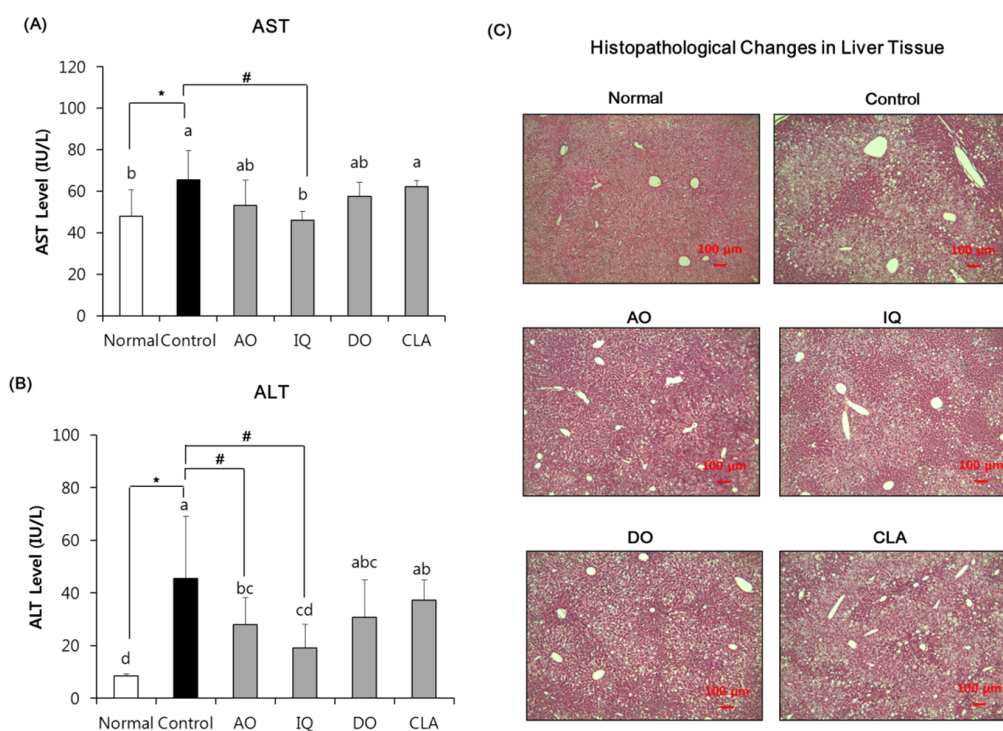 (A)
AST
AST Level (IU/L)
120
100
80
60
40
20
0
*
#
b
a
ab
b
ab
a
Normal Control AO IQ DO CLA
(B)
ALT
ALT Level (IU/L)
100
80
60
40
20
0
#
#
*
d
a
bc
cd
abc
ab
Normal Control AO IQ DO CLA
(C)
Histopathological Changes in Liver Tissue
Normal Control
100 μm 100 μm
AO IQ
100 μm 100 μm
DO CLA
100 μm 100 μm